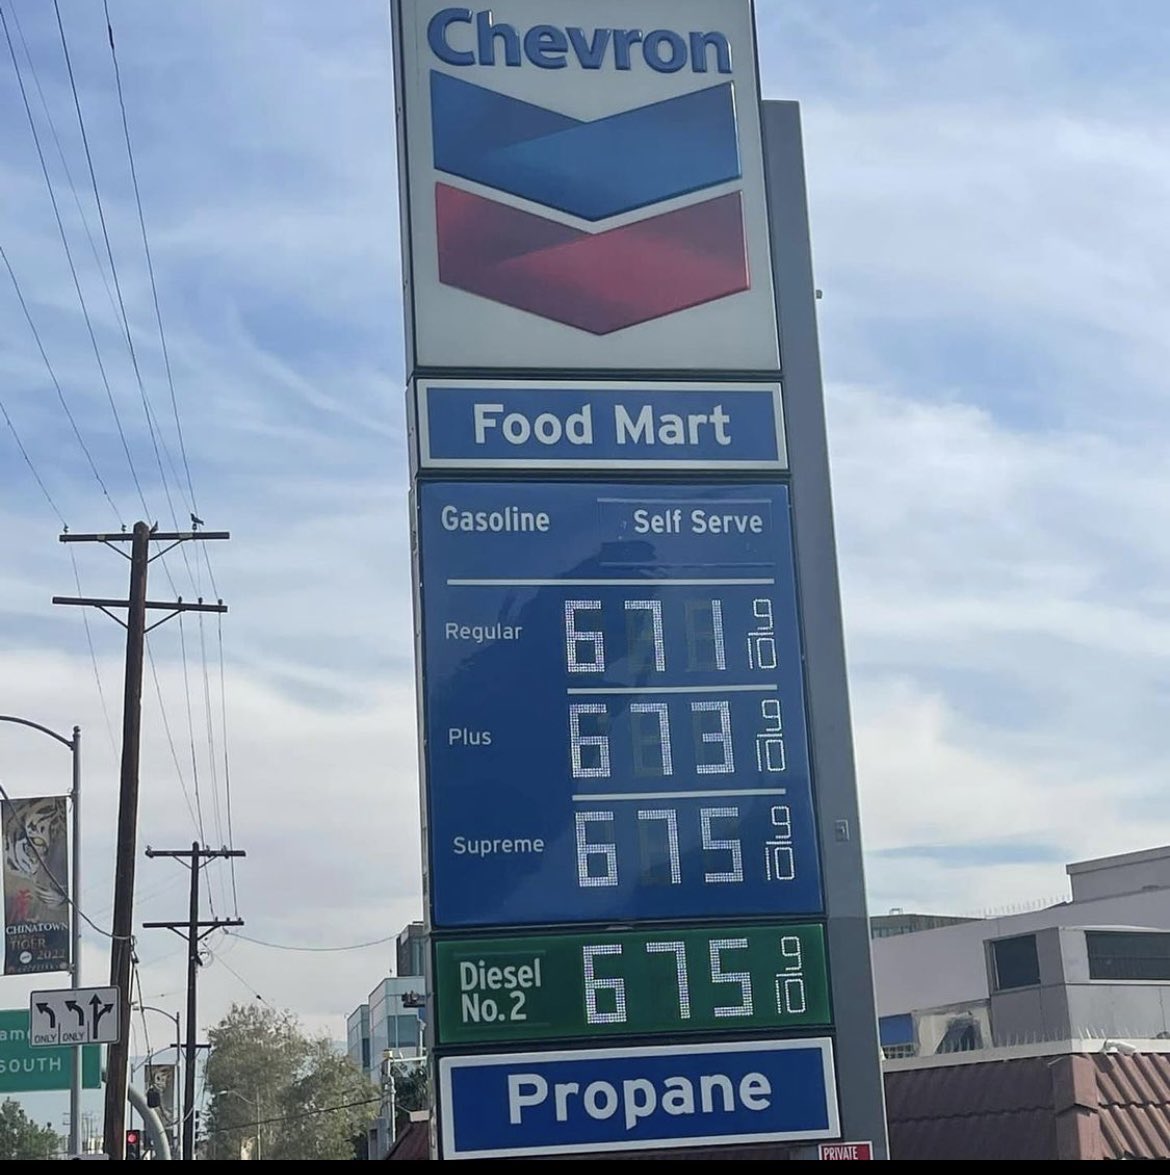 Chevron
Food Mart
Gasoline Self Serve
Regular 671 9/10
Plus 673 9/10
Supreme 675 9/10
Diesel
No. 2 675 9/10
Propane
PRIVATE
CHINATOWN
TIGER
2022
ONLY ONLY
SOUTH